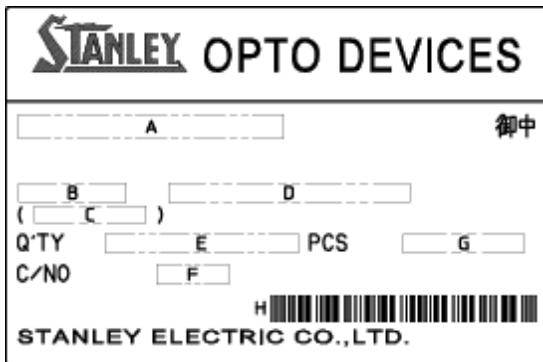 STANLEY OPTO DEVICES
A 御中
B D
( C )
Q'TY E PCS G
C/NO F
H
STANLEY ELECTRIC CO.,LTD.